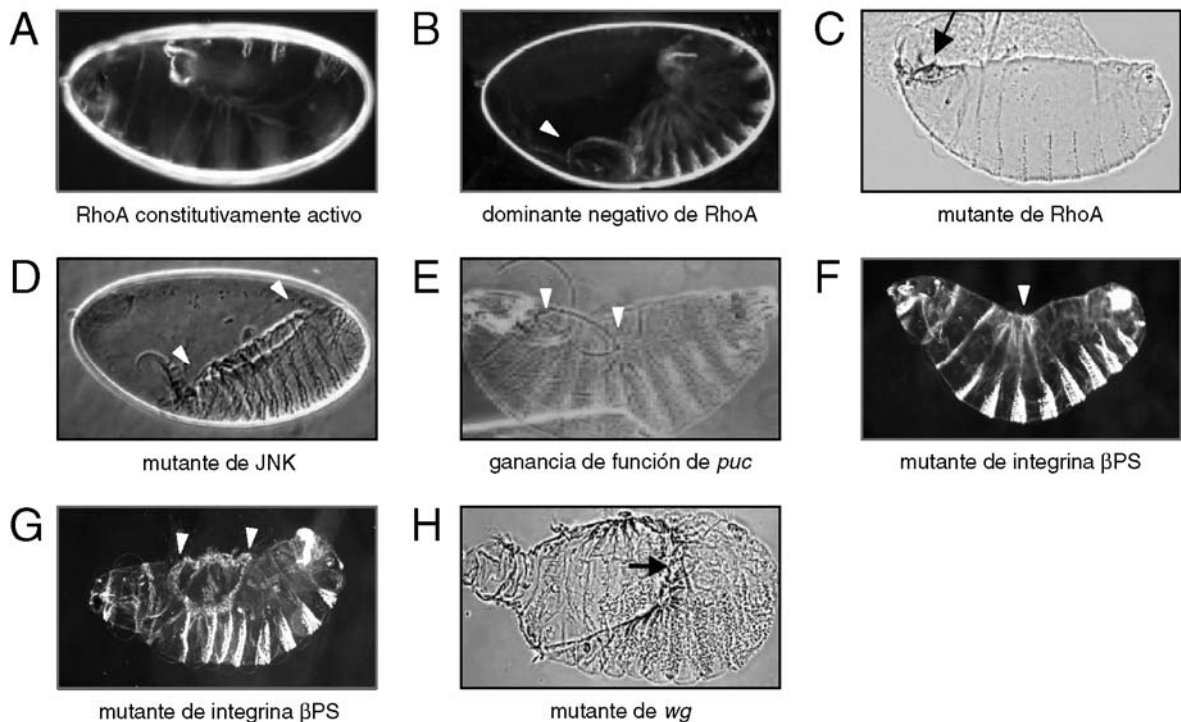 A
B
C
RhoA constitutivamente activo
dominante negativo de RhoA
mutante de RhoA
D
E
F
mutante de JNK
ganancia de función de puc
mutante de integrina βPS
G
H
mutante de integrina βPS
mutante de wg